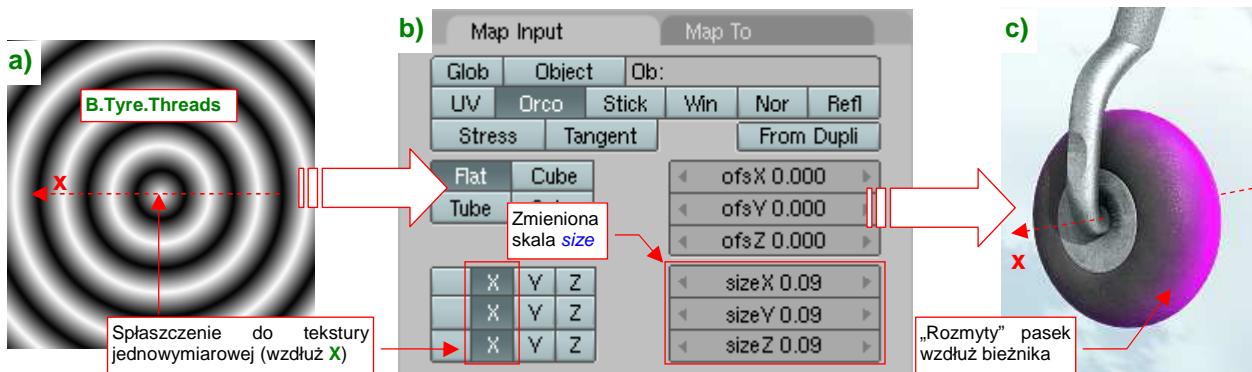 a)
B.Tyre.Threads
x
Spłaszczenie do tekstury
jednowymiarowej (wzdłuż X)
b)
Map Input
Map To
Glob
Object
Ob:
UV
Orco
Stick
Win
Nor
Refl
Stress
Tangent
From Dupli
Flat
Cube
Tube
Zmieniona
skala size
ofsX 0.000
ofsY 0.000
ofsZ 0.000
X Y Z
X Y Z
X Y Z
sizeX 0.09
sizeY 0.09
sizeZ 0.09
c)
x
„Rozmyty” pasek
wzdłuż bieżnika